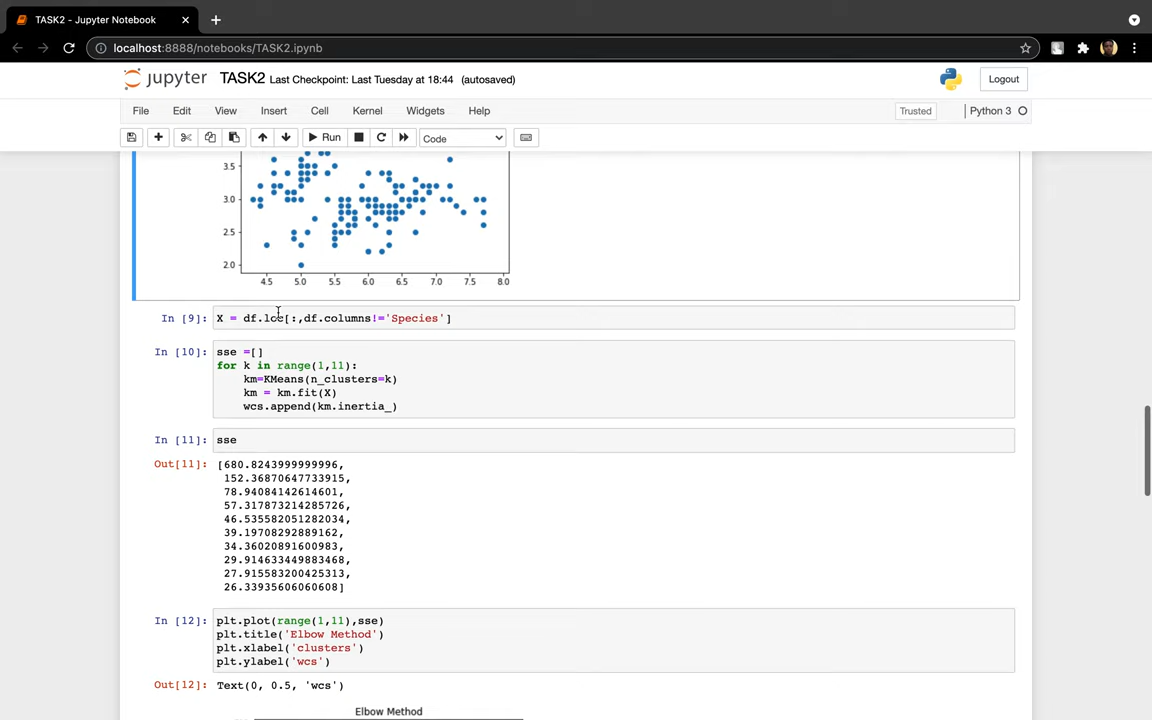 TASK2 - Jupyter Notebook
localhost:8888/notebooks/TASK2.ipynb
jupyter TASK2 Last Checkpoint: Last Tuesday at 18:44 (autosaved)
Logout
File Edit View Insert Cell Kernel Widgets Help
Trusted Python 3
Run Code
3.5
3.0
2.5
2.0
4.5 5.0 5.5 6.0 6.5 7.0 7.5 8.0
In [9]: X = df.loc[:,df.columns!='Species']
In [10]: sse =[]
for k in range(1,11):
km=KMeans(n_clusters=k)
km = km.fit(X)
wcs.append(km.inertia_)
In [11]: sse
Out[11]: [680.8243999999996,
152.36870647733915,
78.94084142614601,
57.317873214285726,
46.535582051282034,
39.19708292889162,
34.36020891600983,
29.914633449883468,
27.915583200425313,
26.33935606060608]
In [12]: plt.plot(range(1,11),sse)
plt.title('Elbow Method')
plt.xlabel('clusters')
plt.ylabel('wcs')
Out[12]: Text(0, 0.5, 'wcs')
Elbow Method